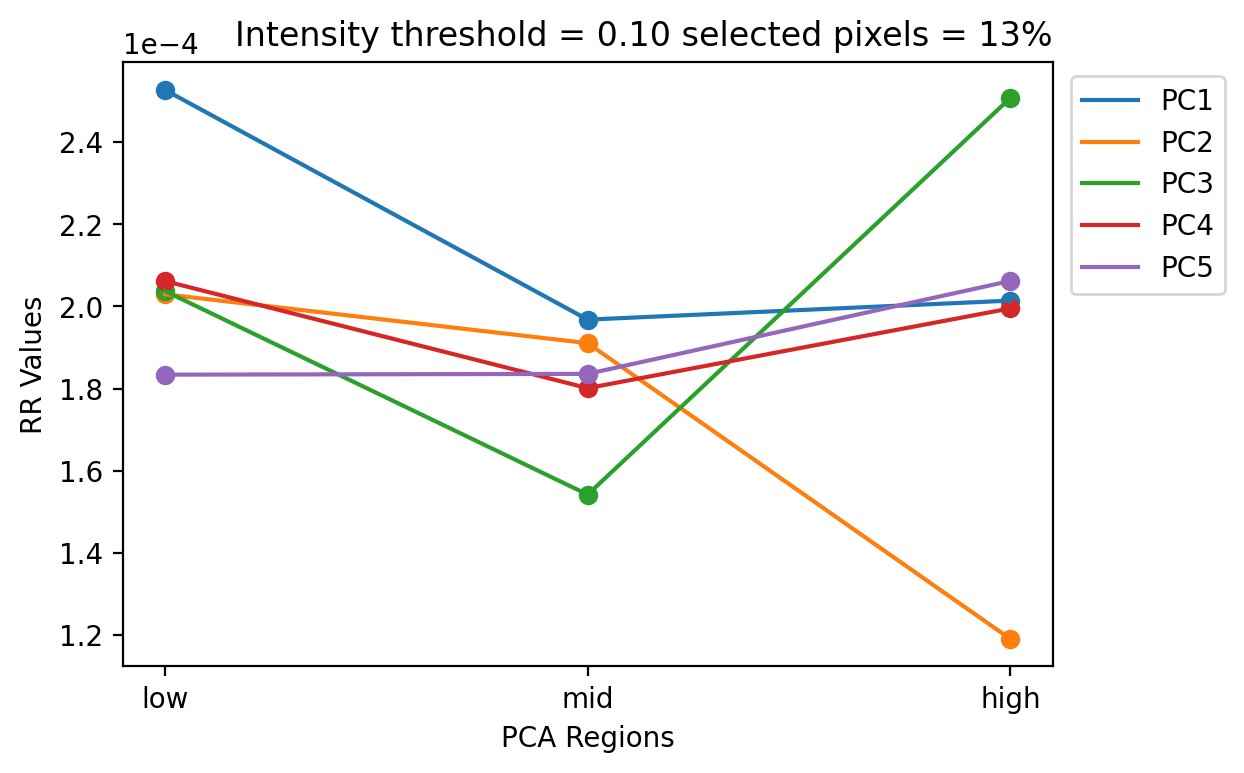 Intensity threshold = 0.10 selected pixels = 13%
1e−4
2.4
2.2
2.0
1.8
1.6
1.4
1.2
RR Values
low
mid
high
PCA Regions
PC1
PC2
PC3
PC4
PC5